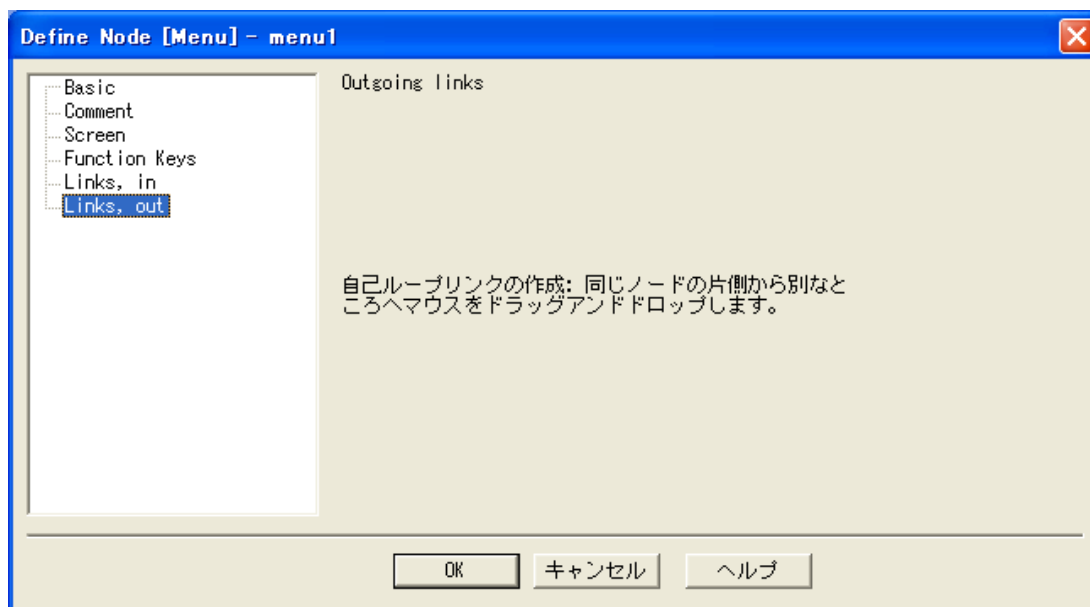 Define Node [Menu] - menu1
Basic
Comment
Screen
Function Keys
Links, in
Links, out
Outgoing links
自己ループリンクの作成: 同じノードの片側から別なと
ころへマウスをドラッグアンドドロップします。
OK
キャンセル
ヘルプ